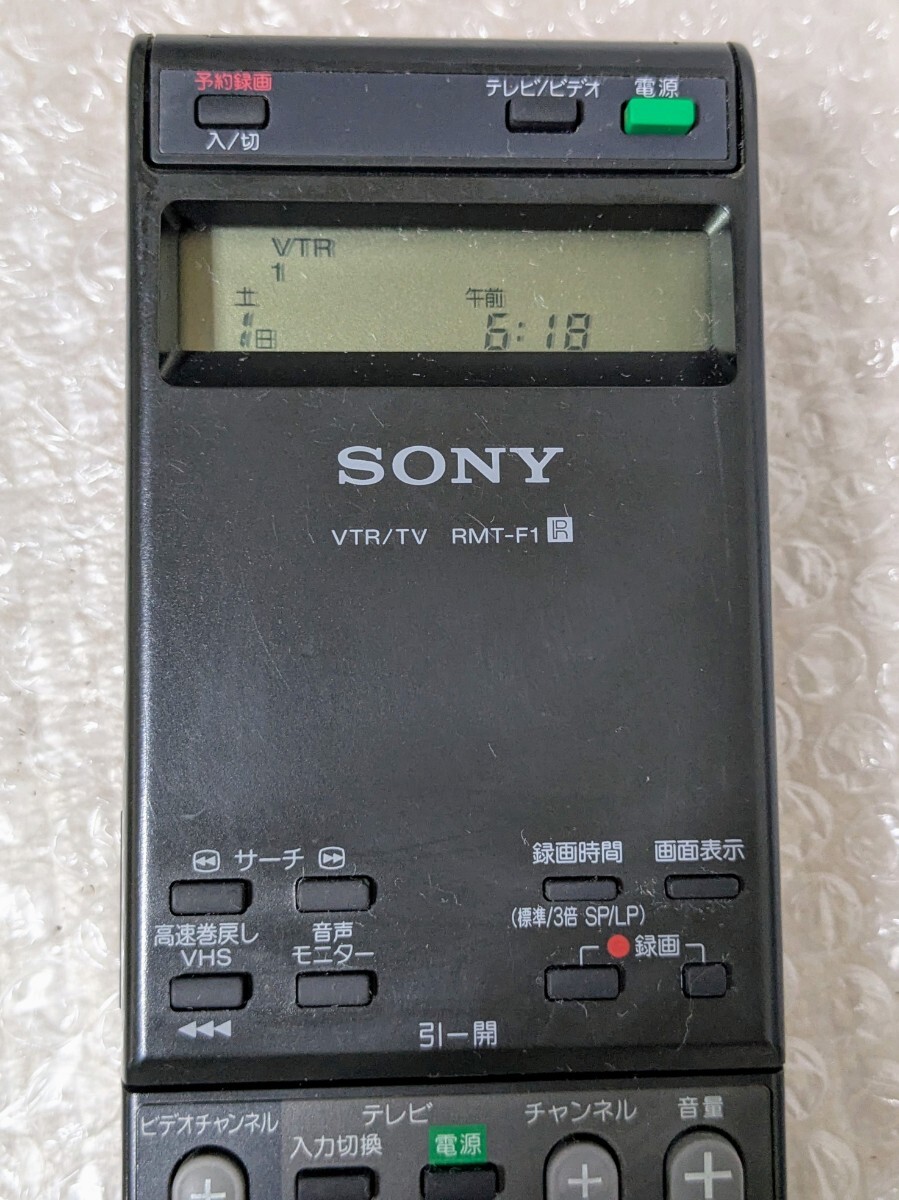 予約録画
テレビ/ビデオ
電源
入/切
VTR
1
土
午前
日
6:18
SONY
VTR/TV RMT-F1 R
サーチ
録画時間
画面表示
(標準/3倍 SP/LP)
高速巻戻し
VHS
音声
モニター
録画
引一開
ビデオチャンネル
テレビ
入力切換
電源
チャンネル
音量